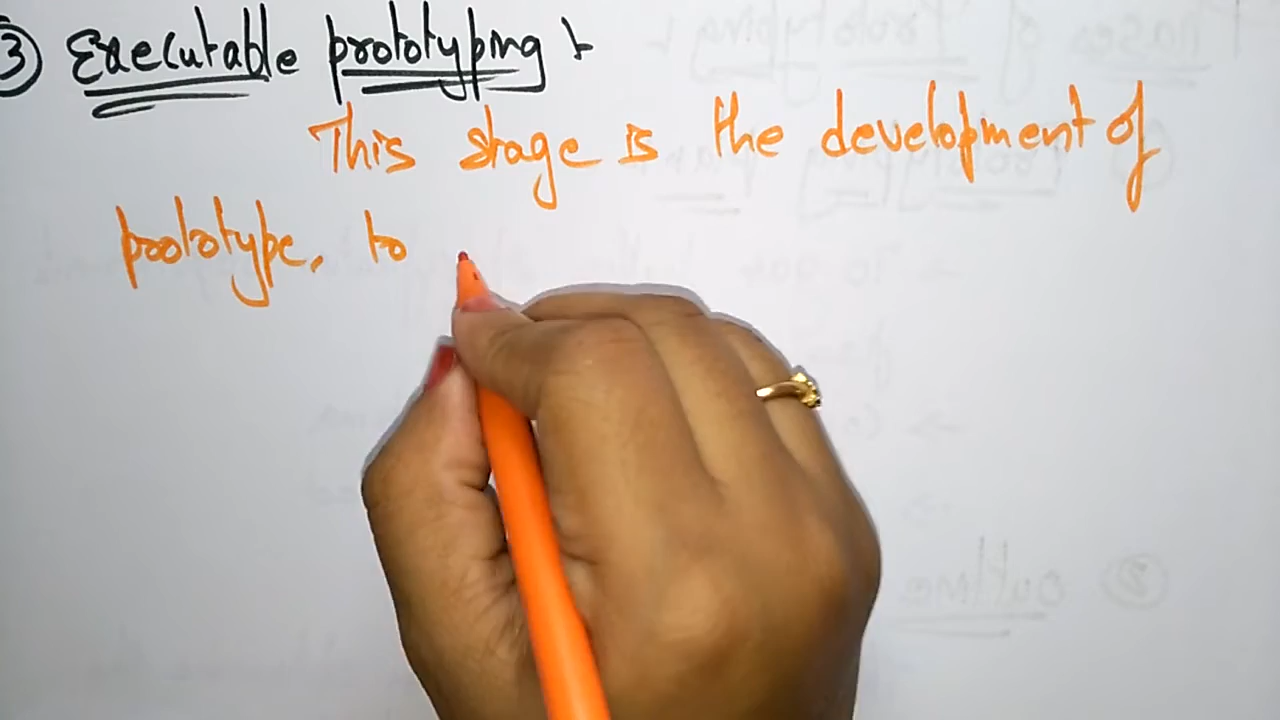 ③ Executable prototyping :-
This stage is the development of
prototype, to